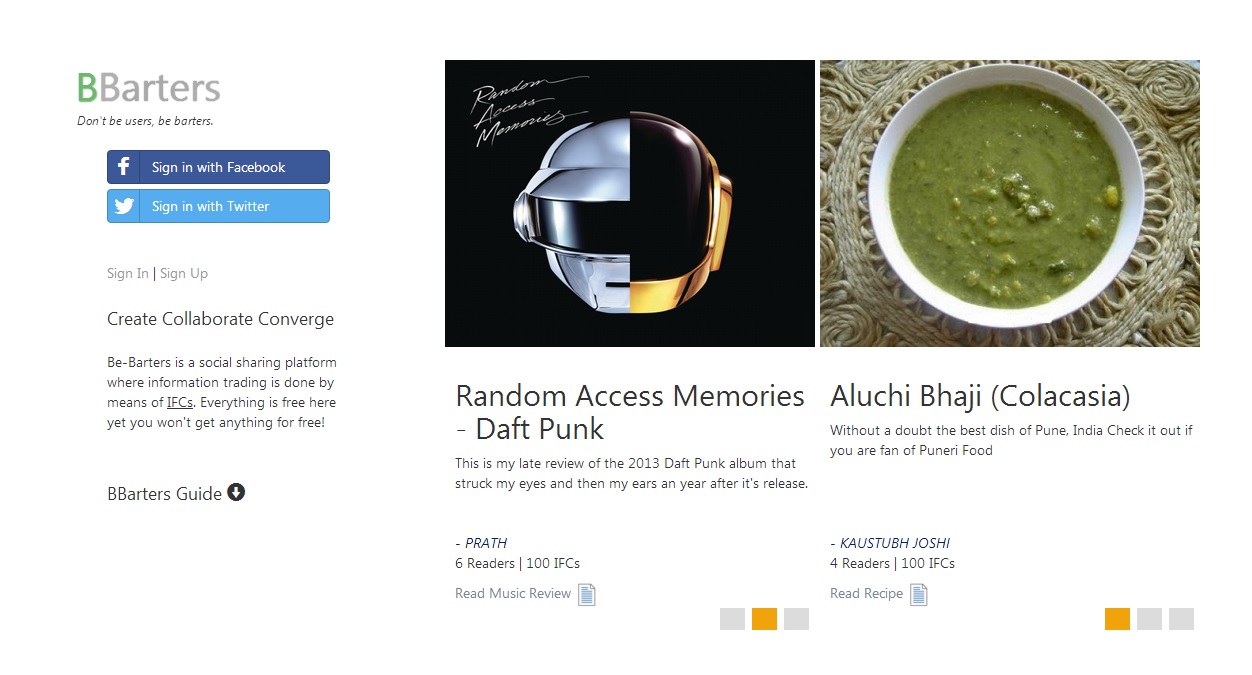 BBarters
Don't be users, be barters.
Sign in with Facebook
Sign in with Twitter
Sign In | Sign Up
Create Collaborate Converge
Be-Barters is a social sharing platform
where information trading is done by
means of IFCs. Everything is free here
yet you won't get anything for free!
BBarters Guide
Random
Access
Memories
Random Access Memories
- Daft Punk
This is my late review of the 2013 Daft Punk album that
struck my eyes and then my ears an year after it's release.
- PRATH
6 Readers | 100 IFCs
Read Music Review
Aluchi Bhaji (Colacasia)
Without a doubt the best dish of Pune, India Check it out if
you are fan of Puneri Food
- KAUSTUBH JOSHI
4 Readers | 100 IFCs
Read Recipe